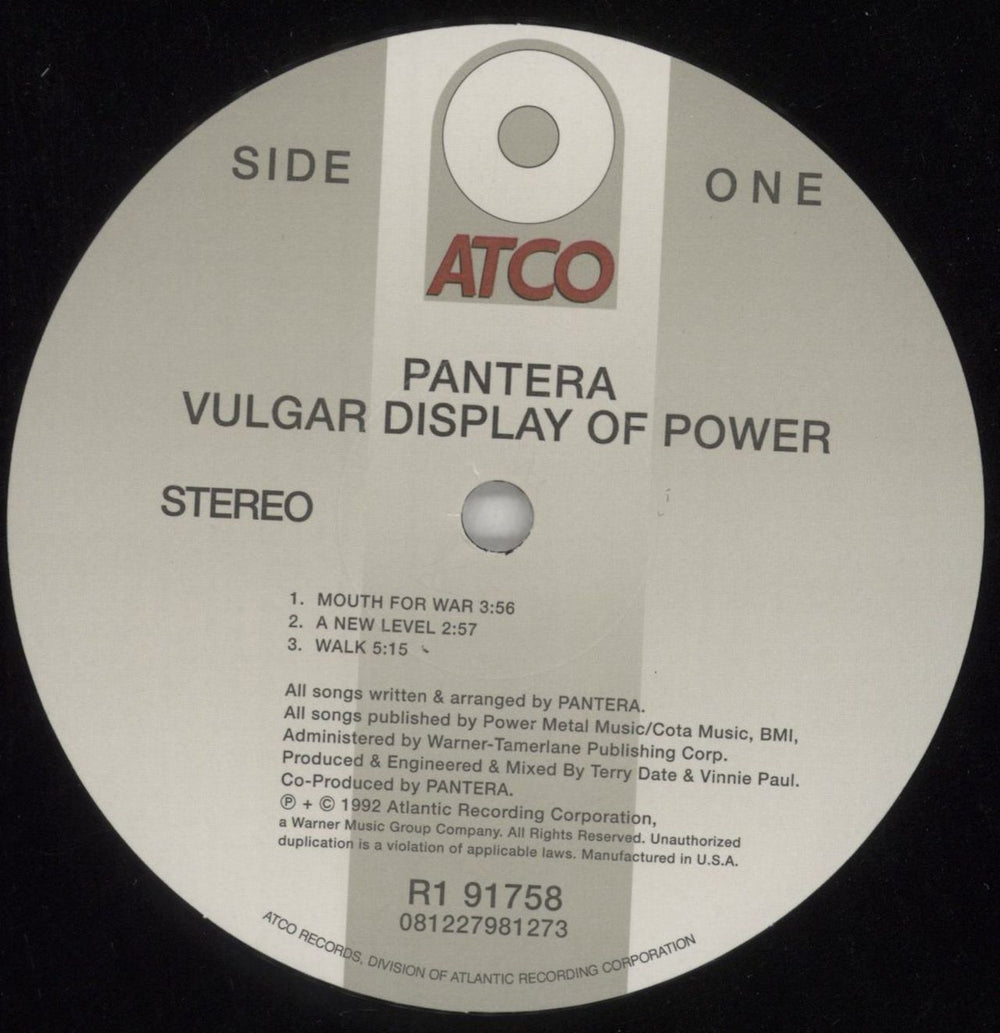 SIDE ONE
ATCO
PANTERA
VULGAR DISPLAY OF POWER
STEREO
1. MOUTH FOR WAR 3:56
2. A NEW LEVEL 2:57
3. WALK 5:15
All songs written & arranged by PANTERA.
All songs published by Power Metal Music/Cota Music, BMI,
Administered by Warner-Tamerlane Publishing Corp.
Produced & Engineered & Mixed By Terry Date & Vinnie Paul.
Co-Produced by PANTERA.
℗ + © 1992 Atlantic Recording Corporation,
a Warner Music Group Company. All Rights Reserved. Unauthorized
duplication is a violation of applicable laws. Manufactured in U.S.A.
R1 91758
081227981273
ATCO RECORDS, DIVISION OF ATLANTIC RECORDING CORPORATION